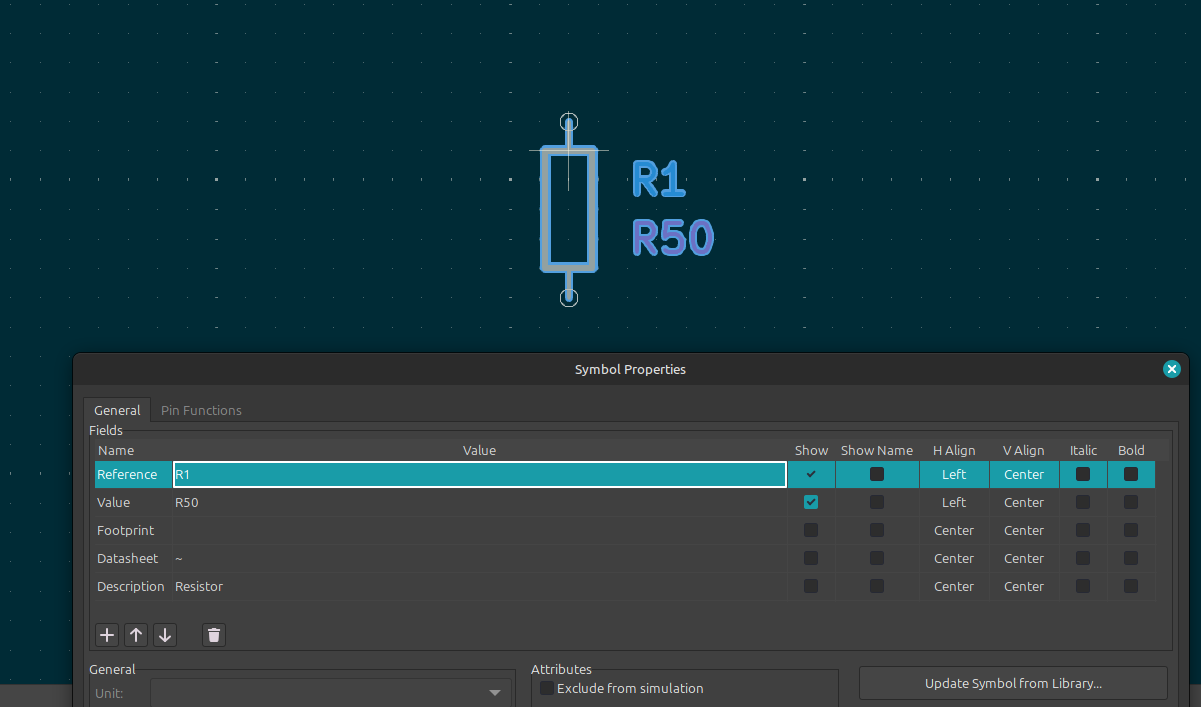 R1
R50
Symbol Properties
General Pin Functions
Fields
Name Value Show Show Name H Align V Align Italic Bold
Reference R1 Left Center
Value R50 Left Center
Footprint Center Center
Datasheet ~ Center Center
Description Resistor Center Center
General Attributes
Unit: Exclude from simulation Update Symbol from Library...